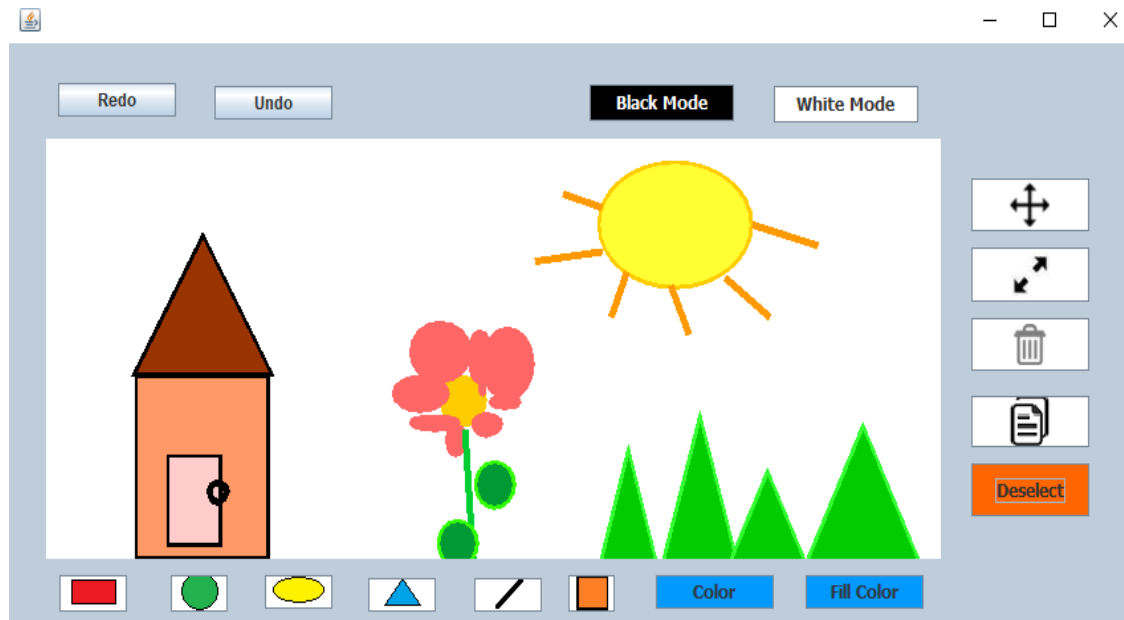 Redo
Undo
Black Mode
White Mode
Deselect
Color
Fill Color